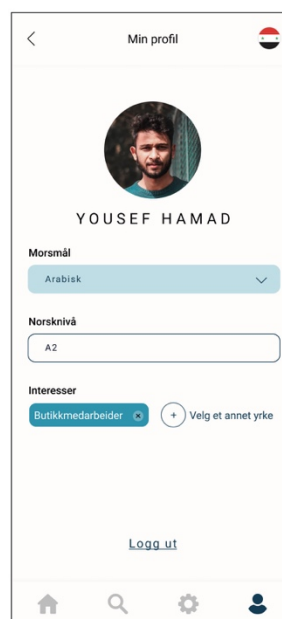 Min profil
YOUSEF HAMAD
Morsmål
Arabisk
Norsknivå
A2
Interesser
Butikkmedarbeider
Velg et annet yrke
Logg ut